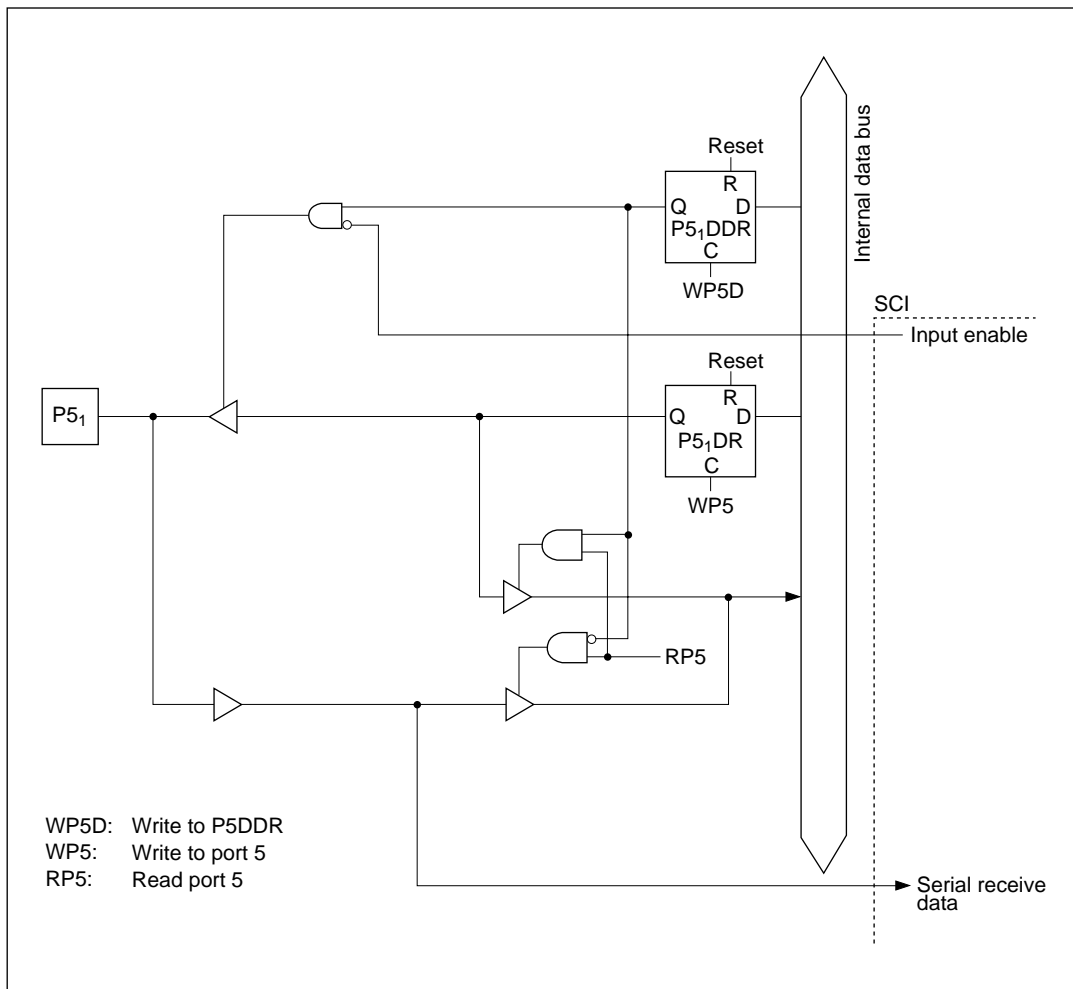 Reset
R
Q D
P5₁DDR
C
WP5D
Internal data bus
SCI
Input enable
Reset
R
Q D
P5₁DR
C
WP5
P5₁
RP5
WP5D: Write to P5DDR
WP5: Write to port 5
RP5: Read port 5
Serial receive
data